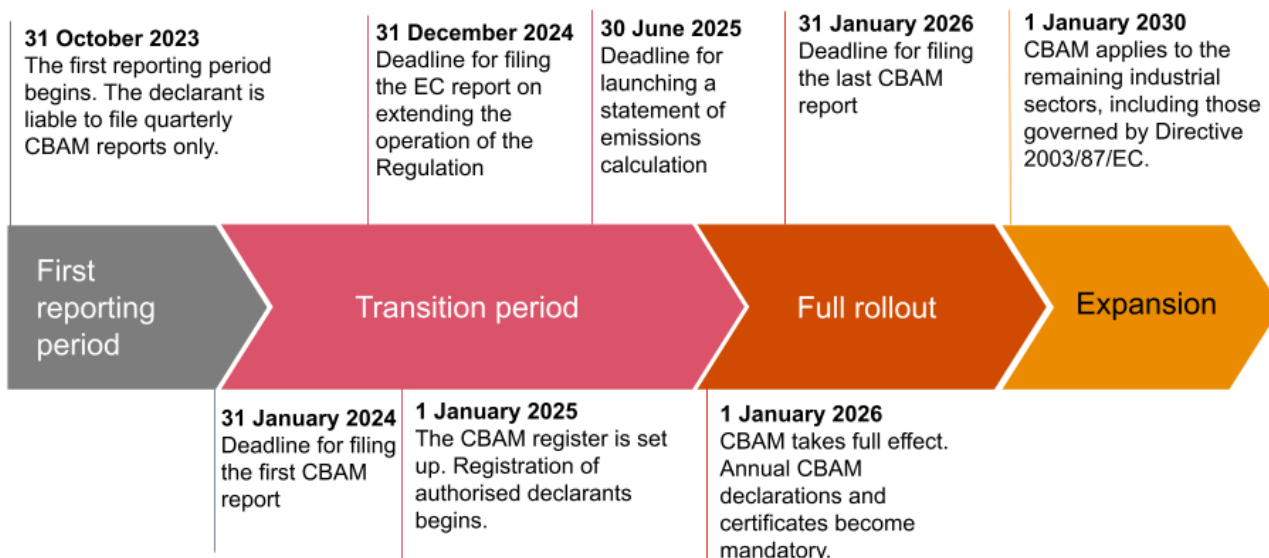 31 October 2023
The first reporting period
begins. The declarant is
liable to file quarterly
CBAM reports only.
31 December 2024
Deadline for filing
the EC report on
extending the
operation of the
Regulation
30 June 2025
Deadline for
launching a
statement of
emissions
calculation
31 January 2026
Deadline for filing
the last CBAM
report
1 January 2030
CBAM applies to the
remaining industrial
sectors, including those
governed by Directive
2003/87/EC.
First
reporting
period
Transition period
Full rollout
Expansion
31 January 2024
Deadline for filing
the first CBAM
report
1 January 2025
The CBAM register is set
up. Registration of
authorised declarants
begins.
1 January 2026
CBAM takes full effect.
Annual CBAM
declarations and
certificates become
mandatory.